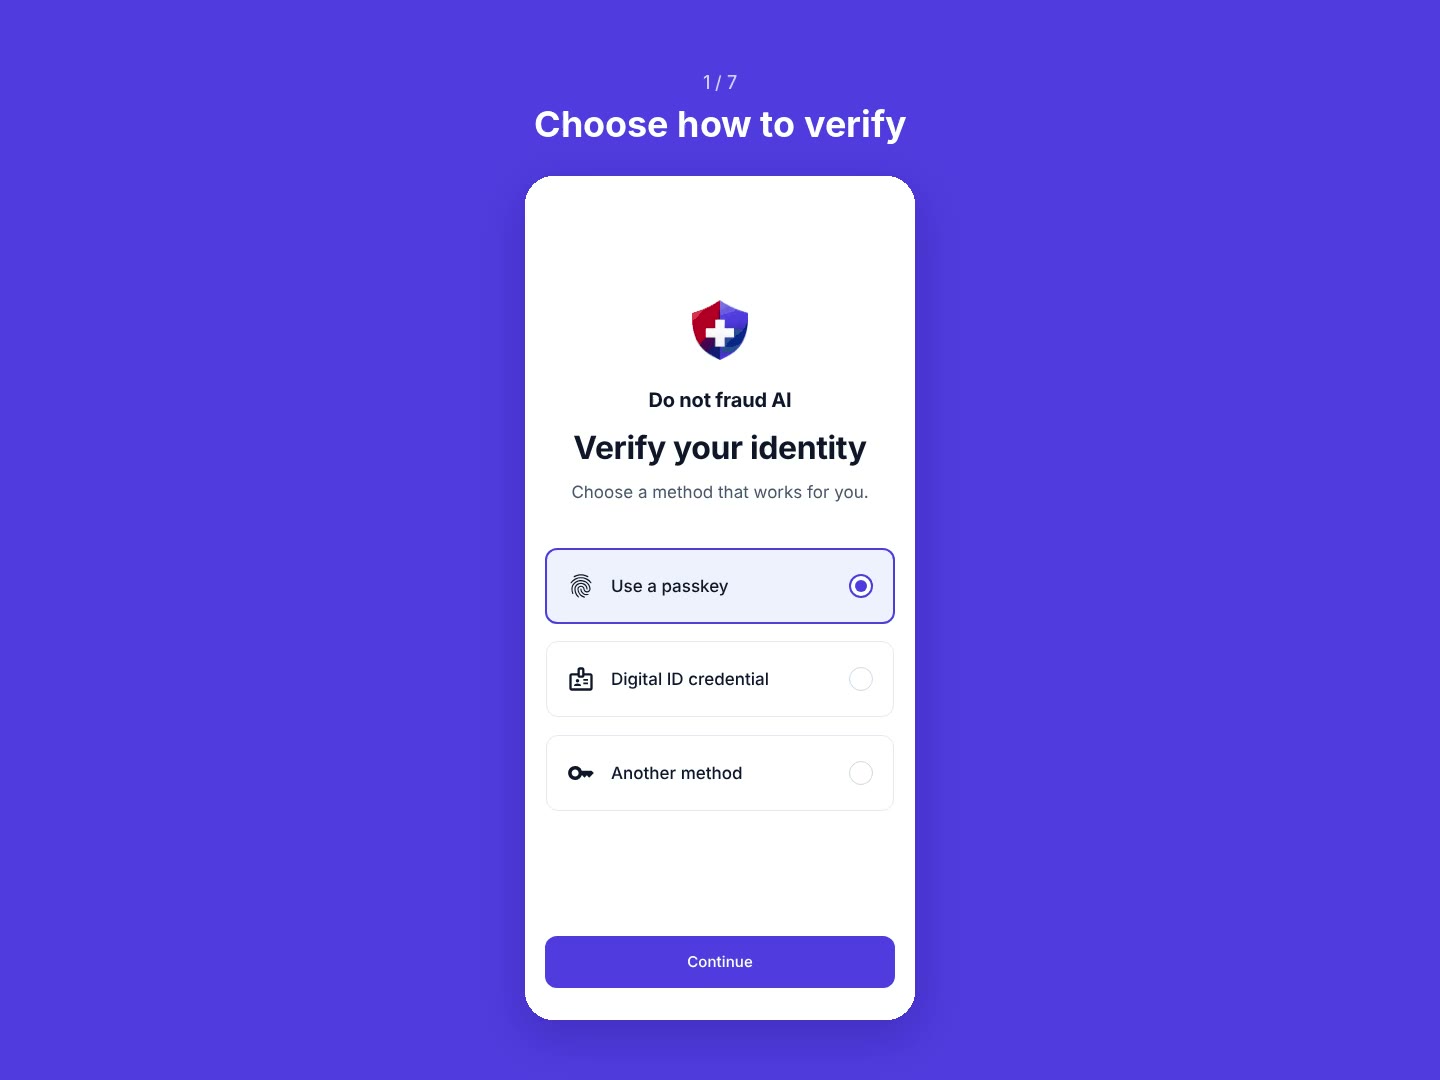 1 / 7
Choose how to verify
Do not fraud AI
Verify your identity
Choose a method that works for you.
Use a passkey
Digital ID credential
Another method
Continue